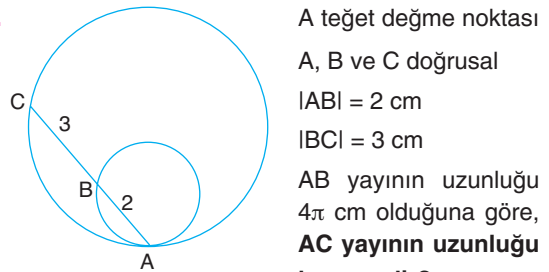 A teğet değme noktası
A, B ve C doğrusal
|AB| = 2 cm
|BC| = 3 cm
AB yayının uzunluğu
4π cm olduğuna göre,
AC yayının uzunluğu
C
3
B
2
A